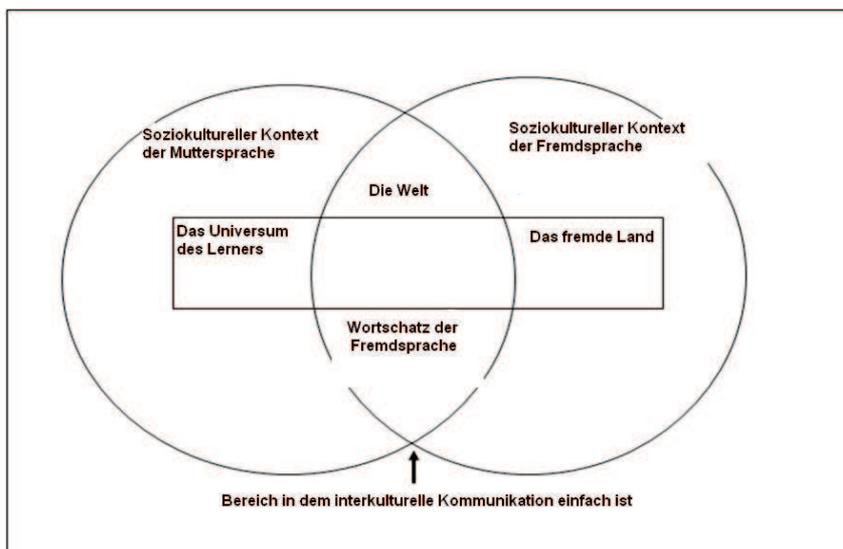 Soziokultureller Kontext
der Muttersprache
Soziokultureller Kontext
der Fremdsprache
Die Welt
Das Universum
des Lerners
Das fremde Land
Wortschatz der
Fremdsprache
Bereich in dem interkulturelle Kommunikation einfach ist